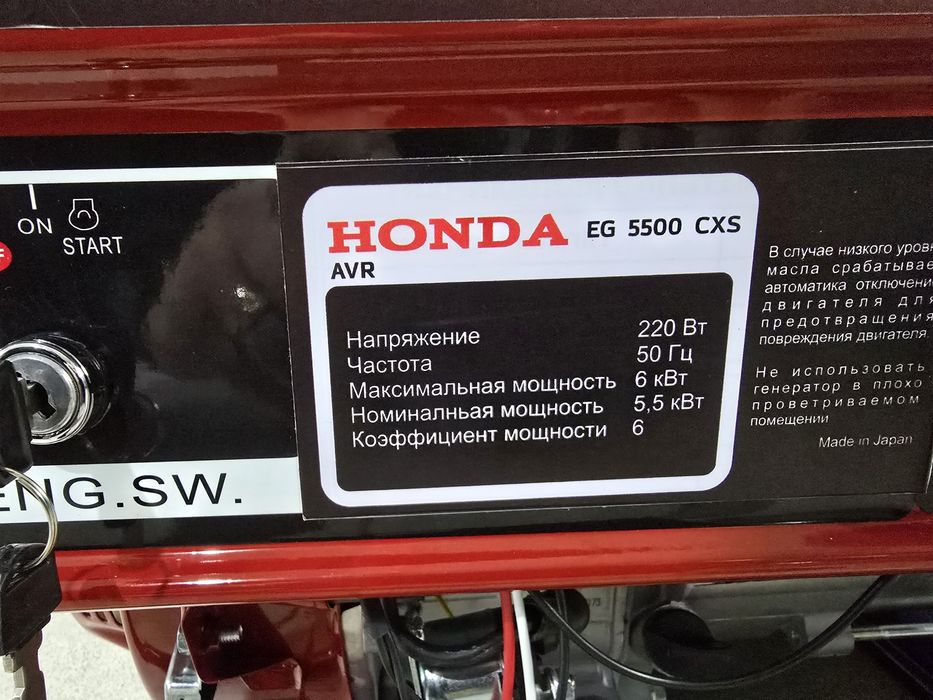 ON
START
ENG.SW.
HONDA EG 5500 CXS
AVR
Напряжение 220 Вт
Частота 50 Гц
Максимальная мощность 6 кВт
Номиналньая мощность 5,5 кВт
Коэффициент мощности 6
В случае низкого уровн
масла срабатывае
автоматика отключени
двигателя для
предотвращения
повреждения двигателя.
Не использовать
генератор в плохо
проветриваемом
помещении
Made in Japan